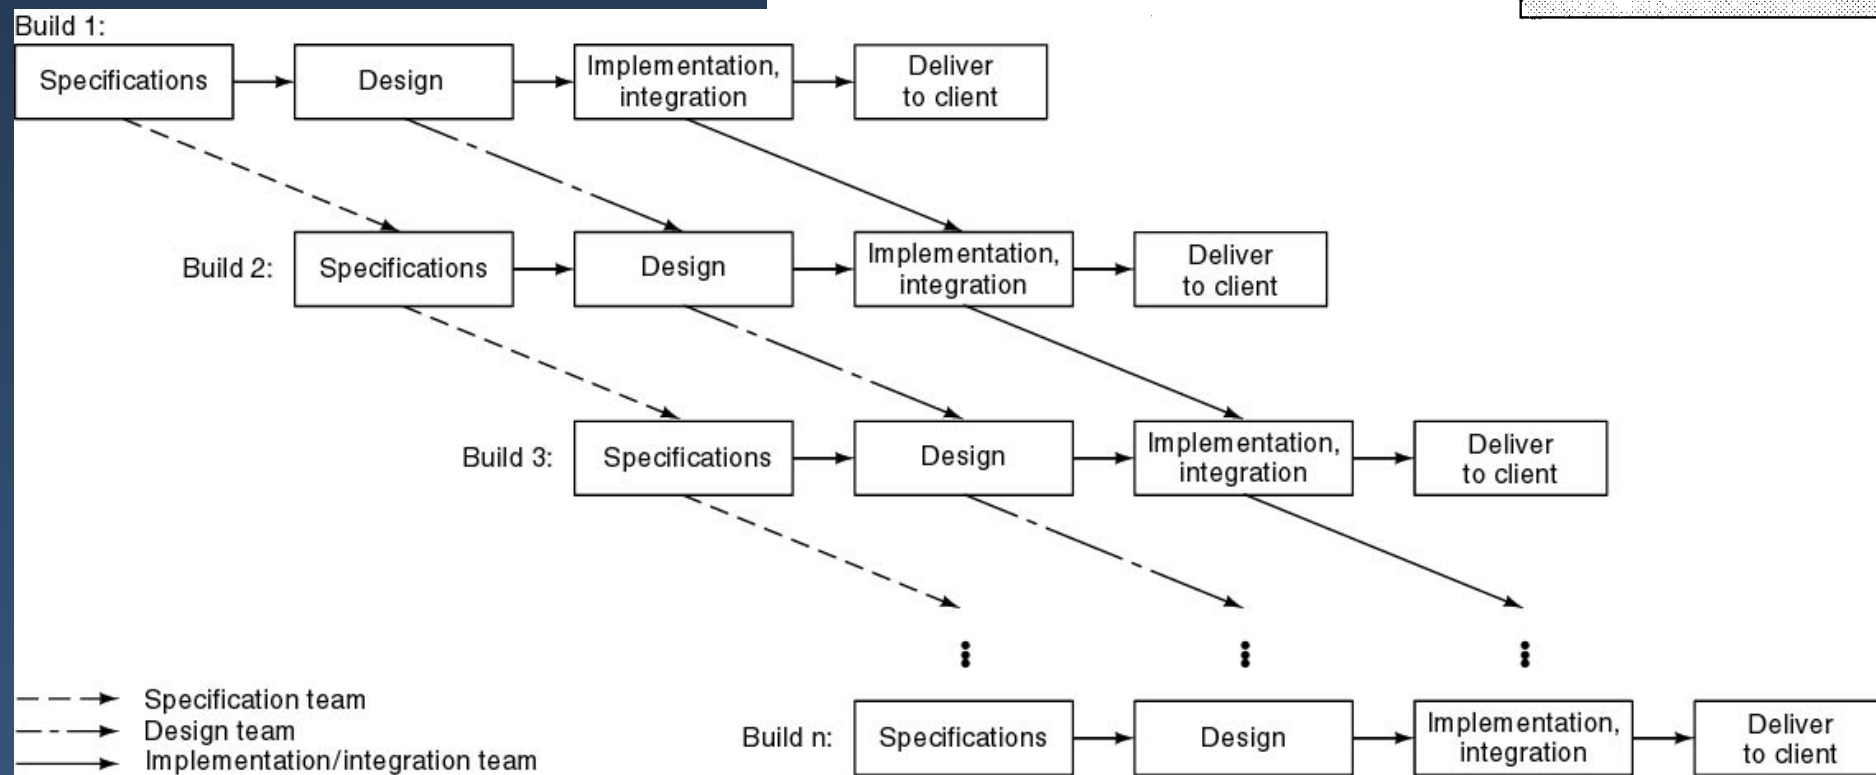 Build 1:
Specifications
Design
Implementation,
integration
Deliver
to client
Build 2:
Specifications
Design
Implementation,
integration
Deliver
to client
Build 3:
Specifications
Design
Implementation,
integration
Deliver
to client
Specification team
Design team
Implementation/integration team
Build n:
Specifications
Design
Implementation,
integration
Deliver
to client